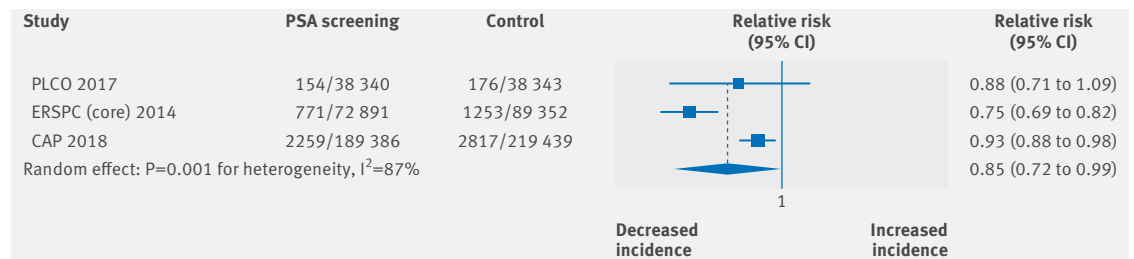 Study PSA screening Control Relative risk (95% CI) Relative risk (95% CI)
PLCO 2017 154/38 340 176/38 343 0.88 (0.71 to 1.09)
ERSPC (core) 2014 771/72 891 1253/89 352 0.75 (0.69 to 0.82)
CAP 2018 2259/189 386 2817/219 439 0.93 (0.88 to 0.98)
Random effect: P=0.001 for heterogeneity, I²=87% 0.85 (0.72 to 0.99)
1
Decreased incidence Increased incidence